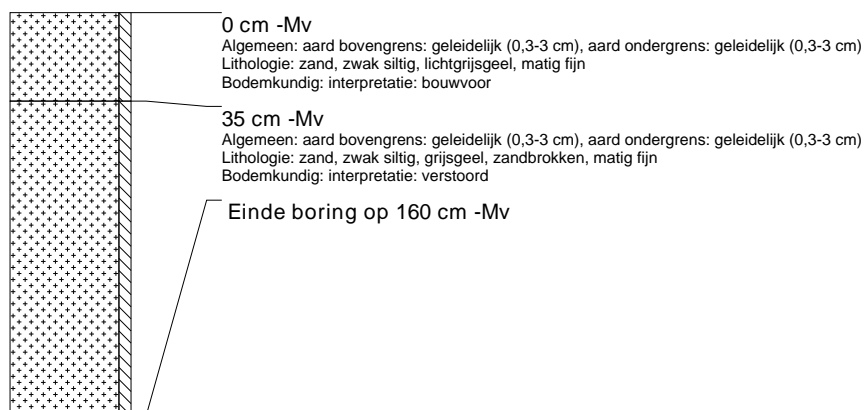 0 cm -Mv
Algemeen: aard bovengrens: geleidelijk (0,3-3 cm), aard ondergrens: geleidelijk (0,3-3 cm)
Lithologie: zand, zwak siltig, lichtgrijsgeel, matig fijn
Bodemkundig: interpretatie: bouwvoor
35 cm -Mv
Algemeen: aard bovengrens: geleidelijk (0,3-3 cm), aard ondergrens: geleidelijk (0,3-3 cm)
Lithologie: zand, zwak siltig, grijsgeel, zandbrokken, matig fijn
Bodemkundig: interpretatie: verstoord
Einde boring op 160 cm -Mv